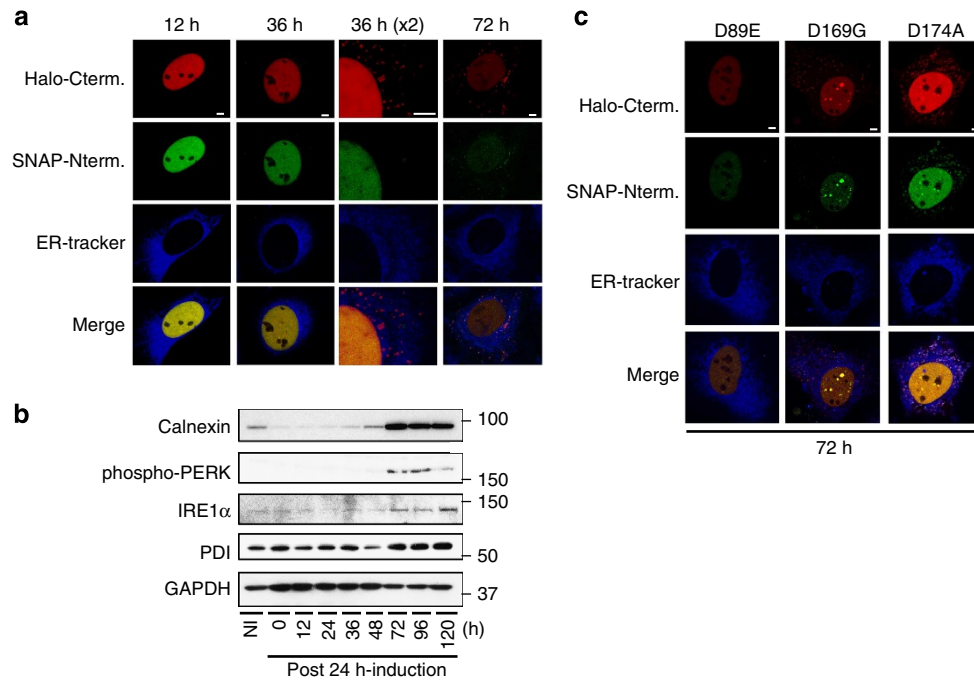 a
12 h 36 h 36 h (x2) 72 h
Halo-Cterm.
SNAP-Nterm.
ER-tracker
Merge
b
Calnexin 100
phospho-PERK 150
IRE1α 150
PDI 50
GAPDH 37
NI 0 12 24 36 48 72 96 120 (h)
Post 24 h-induction
c
D89E D169G D174A
Halo-Cterm.
SNAP-Nterm.
ER-tracker
Merge
72 h